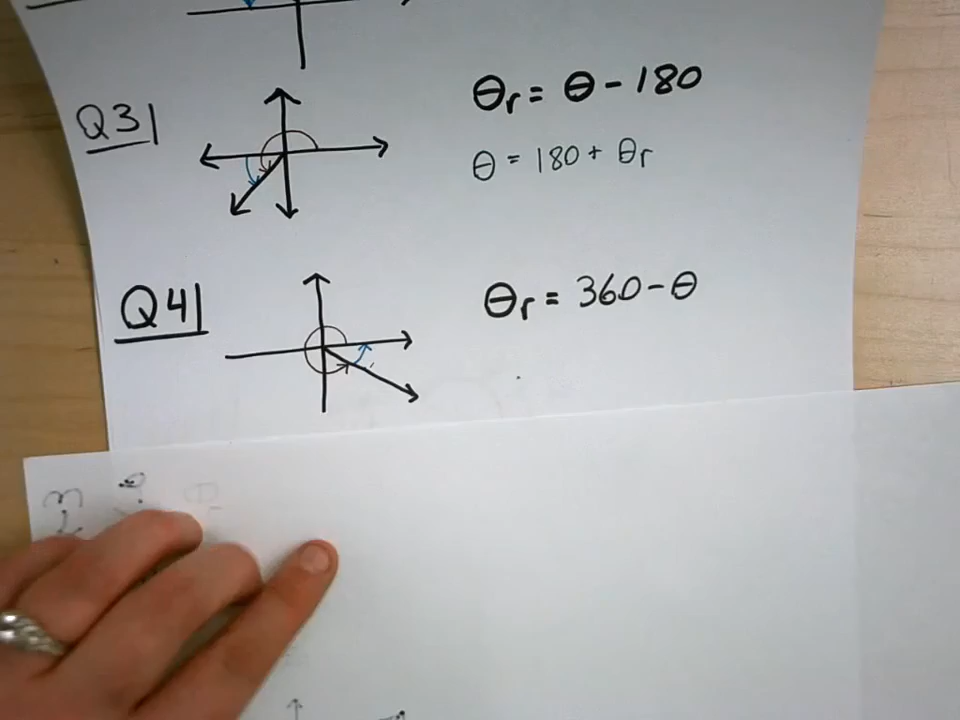 Q3| θr = θ - 180
θ = 180 + θr
Q4| θr = 360 - θ